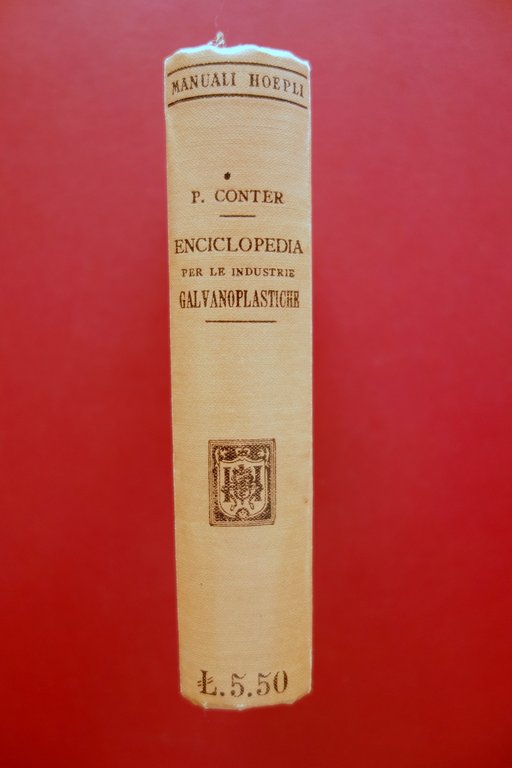 MANUALI HOEPLI
P. CONTER
ENCICLOPEDIA
PER LE INDUSTRIE
GALVANOPLASTICHE
Ł.5.50